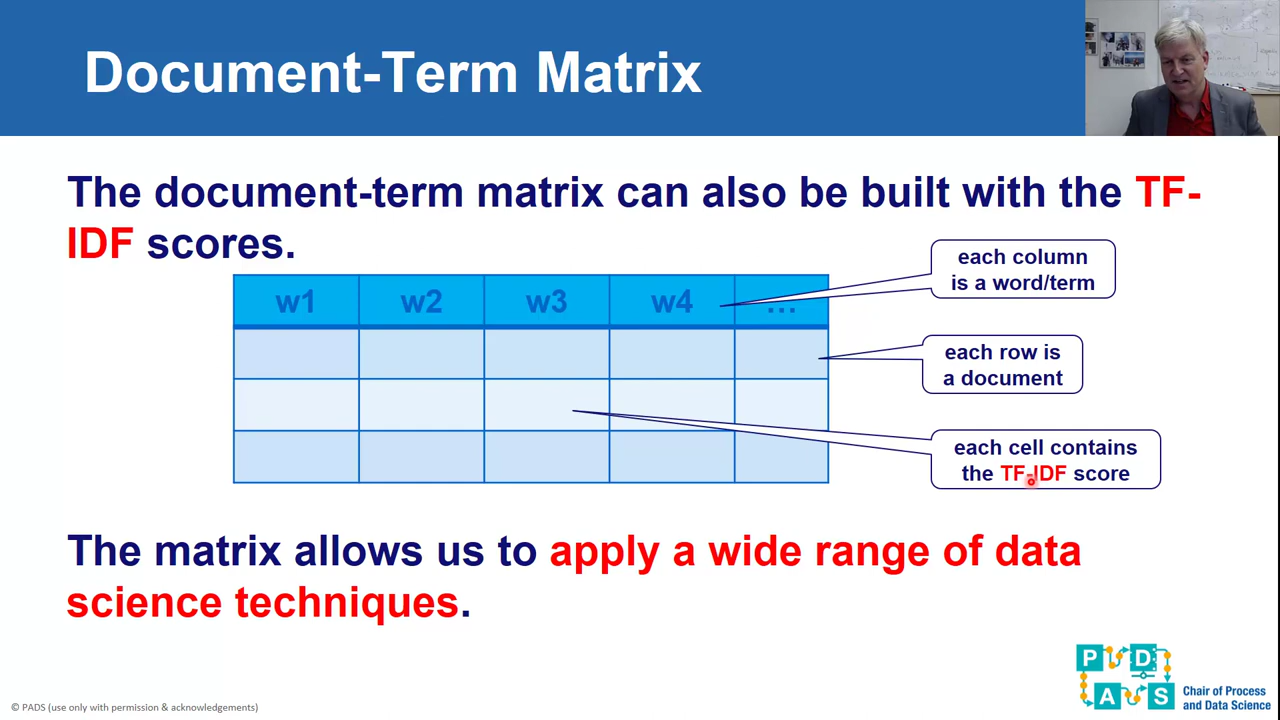 Document-Term Matrix
The document-term matrix can also be built with the TF-
IDF scores.
each column
is a word/term
w1 w2 w3 w4 ...
each row is
a document
each cell contains
the TF-IDF score
The matrix allows us to apply a wide range of data
science techniques.
P D
A S
Chair of Process
and Data Science
© PADS (use only with permission & acknowledgements)